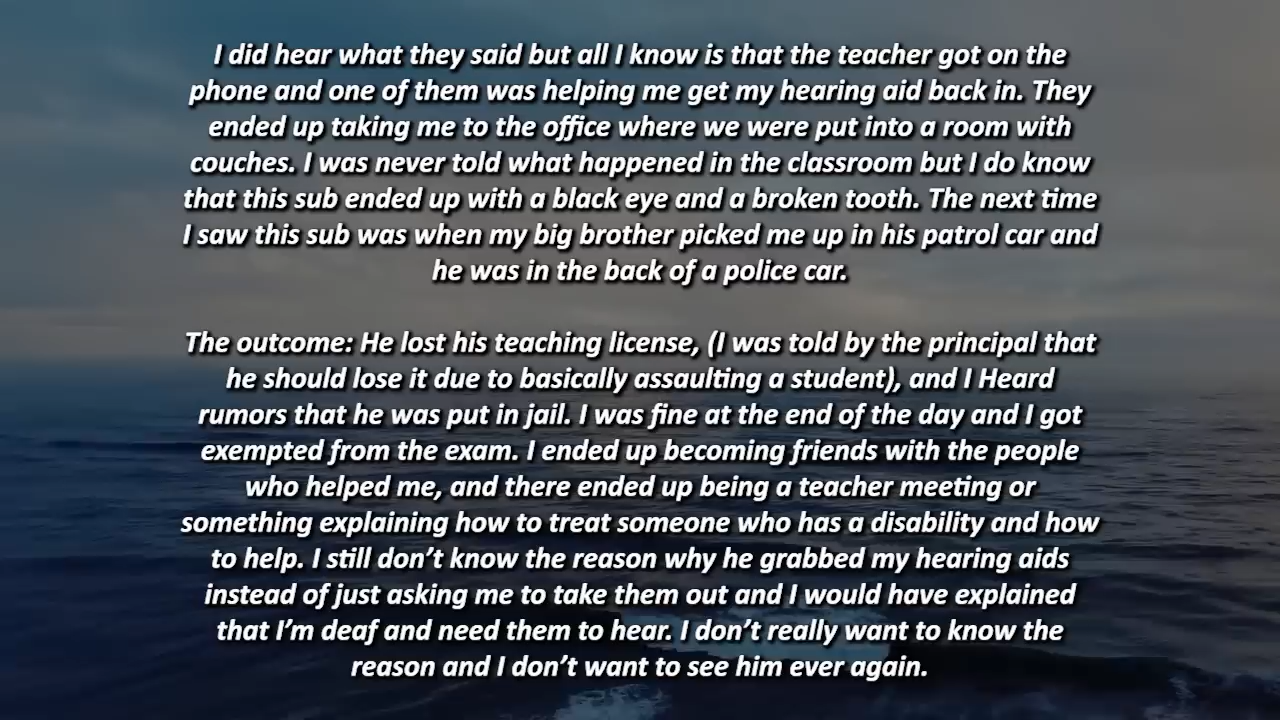 I did hear what they said but all I know is that the teacher got on the
phone and one of them was helping me get my hearing aid back in. They
ended up taking me to the office where we were put into a room with
couches. I was never told what happened in the classroom but I do know
that this sub ended up with a black eye and a broken tooth. The next time
I saw this sub was when my big brother picked me up in his patrol car and
he was in the back of a police car.
The outcome: He lost his teaching license, (I was told by the principal that
he should lose it due to basically assaulting a student), and I Heard
rumors that he was put in jail. I was fine at the end of the day and I got
exempted from the exam. I ended up becoming friends with the people
who helped me, and there ended up being a teacher meeting or
something explaining how to treat someone who has a disability and how
to help. I still don’t know the reason why he grabbed my hearing aids
instead of just asking me to take them out and I would have explained
that I’m deaf and need them to hear. I don’t really want to know the
reason and I don’t want to see him ever again.